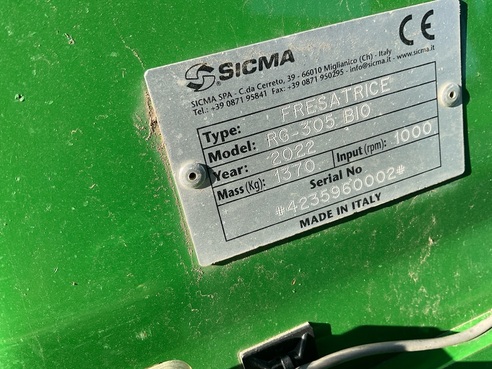 SICMA
CE
SICMA SPA - C.da Cerreto, 39 - 66010 Miglianico (Ch) - Italy
Tel.: +39 0871 95841 Fax: +39 0871 950295 - info@sicma.it - www.sicma.it
Type: FRESATRICE
Model: RG-305 BIO
Year: 2022
Mass (Kg): 1370 Input (rpm): 1000
Serial No
#4235960002#
MADE IN ITALY